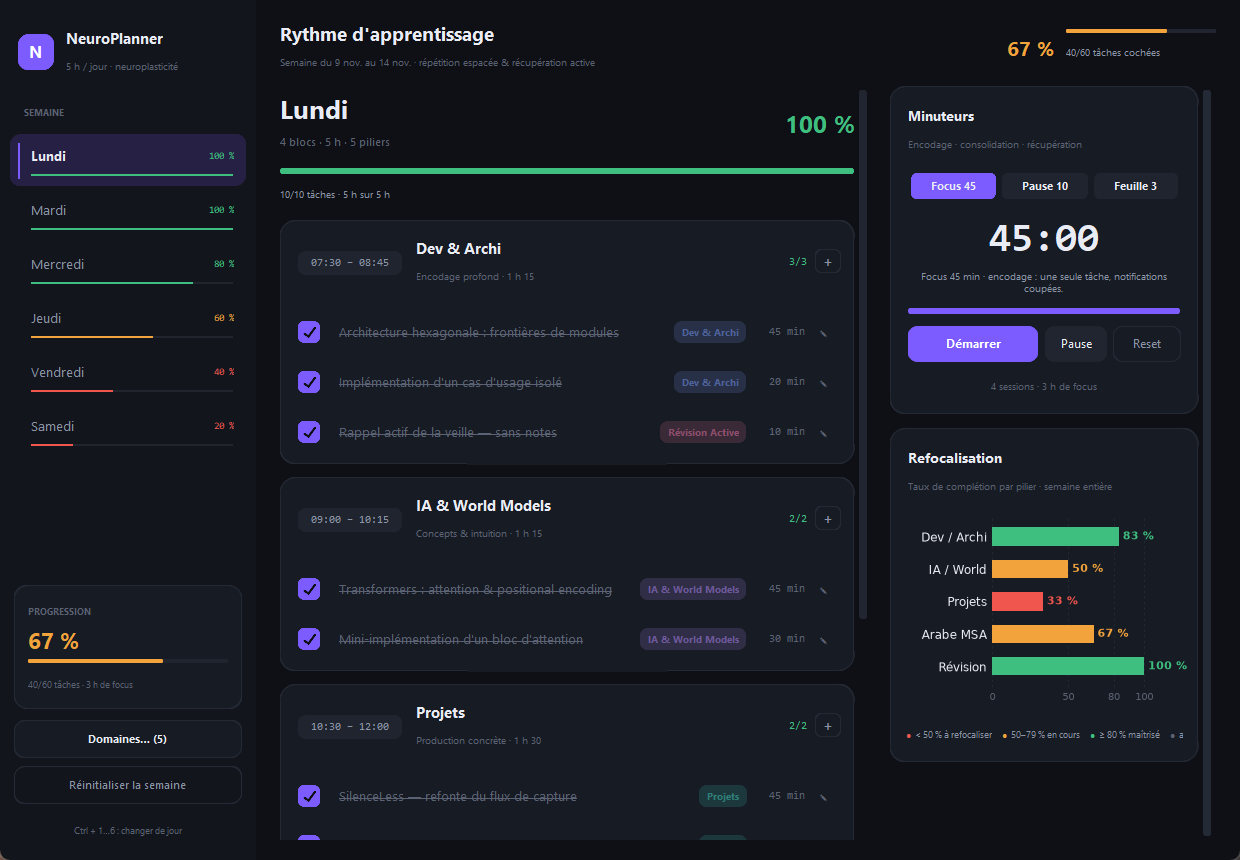 N
NeuroPlanner
5 h / jour · neuroplasticité
SEMAINE
Lundi 100 %
Mardi 100 %
Mercredi 80 %
Jeudi 60 %
Vendredi 40 %
Samedi 20 %
PROGRESSION
67 %
40/60 tâches · 3 h de focus
Domaines... (5)
Réinitialiser la semaine
Ctrl + 1…6 : changer de jour
Rythme d'apprentissage
Semaine du 9 nov. au 14 nov. · répétition espacée & récupération active
67 % 40/60 tâches cochées
Lundi
4 blocs · 5 h · 5 piliers
100 %
10/10 tâches · 5 h sur 5 h
07:30 – 08:45 Dev & Archi 3/3 +
Encodage profond · 1 h 15
Architecture hexagonale : frontières de modules Dev & Archi 45 min
Implémentation d'un cas d'usage isolé Dev & Archi 20 min
Rappel actif de la veille — sans notes Révision Active 10 min
09:00 – 10:15 IA & World Models 2/2 +
Concepts & intuition · 1 h 15
Transformers : attention & positional encoding IA & World Models 45 min
Mini-implémentation d'un bloc d'attention IA & World Models 30 min
10:30 – 12:00 Projets 2/2 +
Production concrète · 1 h 30
SilenceLess — refonte du flux de capture Projets 45 min
Minuteurs
Encodage · consolidation · récupération
Focus 45 Pause 10 Feuille 3
45:00
Focus 45 min · encodage : une seule tâche, notifications
coupées.
Démarrer Pause Reset
4 sessions · 3 h de focus
Refocalisation
Taux de complétion par pilier · semaine entière
Dev / Archi 83 %
IA / World 50 %
Projets 33 %
Arabe MSA 67 %
Révision 100 %
0 50 80 100
< 50 % à refocaliser 50–79 % en cours ≥ 80 % maîtrisé a